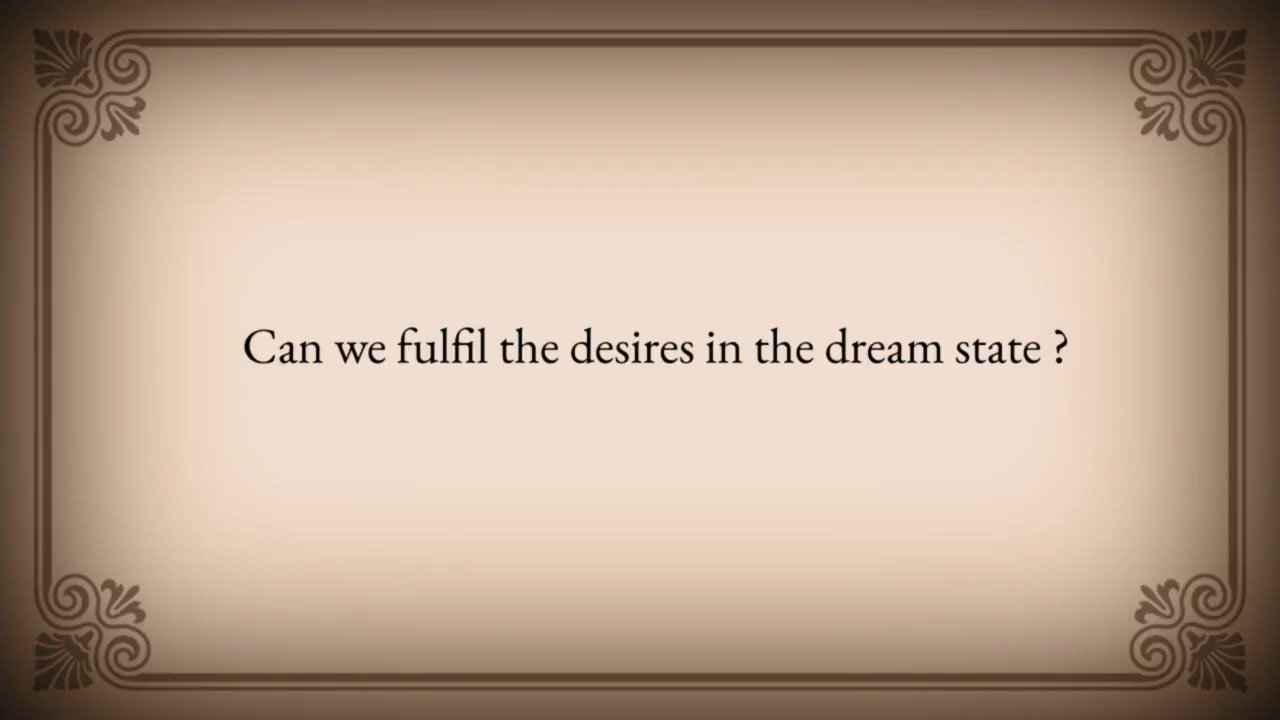 Can we fulfil the desires in the dream state ?